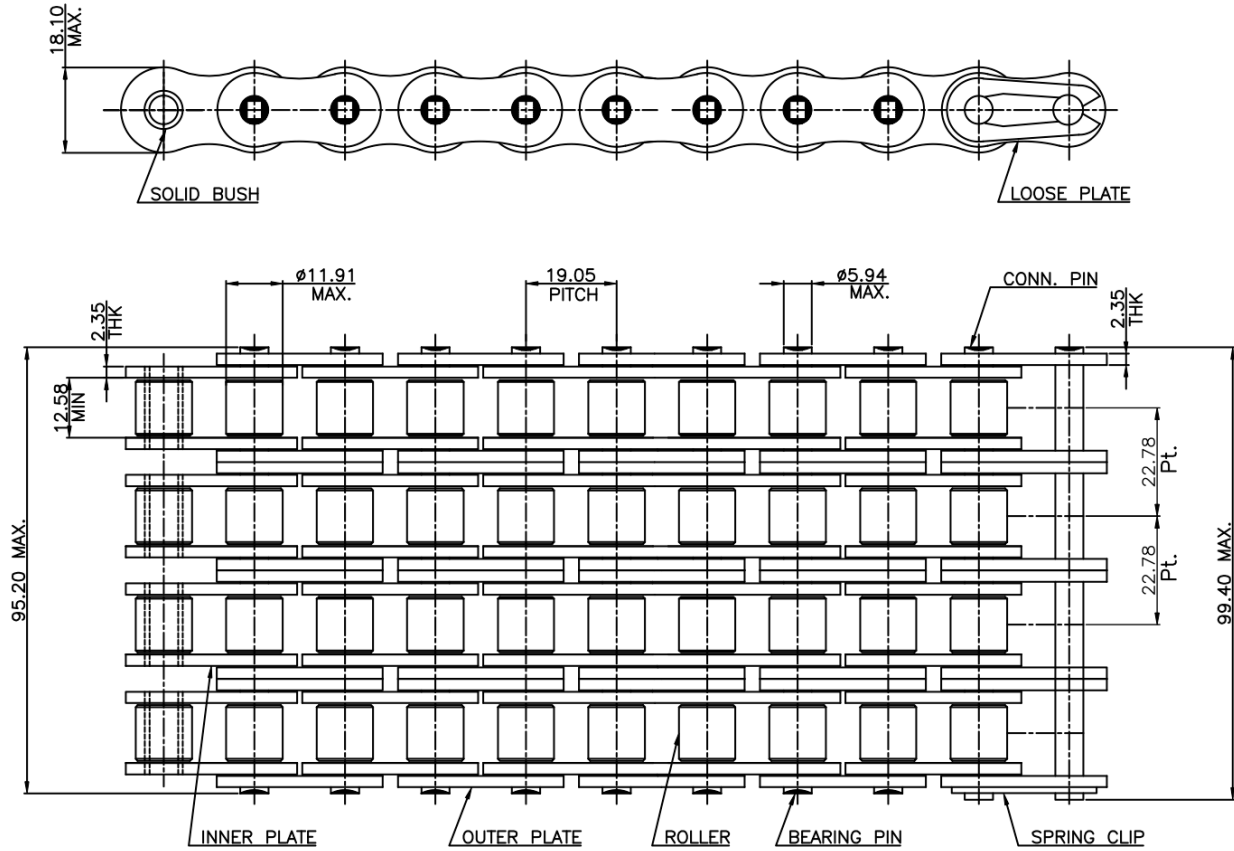 18.10
MAX.
SOLID BUSH
LOOSE PLATE
ø11.91
MAX.
19.05
PITCH
ø5.94
MAX.
CONN. PIN
2.35
THK
2.35
THK
12.58
MIN
22.78
Pt.
22.78
Pt.
95.20 MAX.
99.40 MAX.
INNER PLATE
OUTER PLATE
ROLLER
BEARING PIN
SPRING CLIP